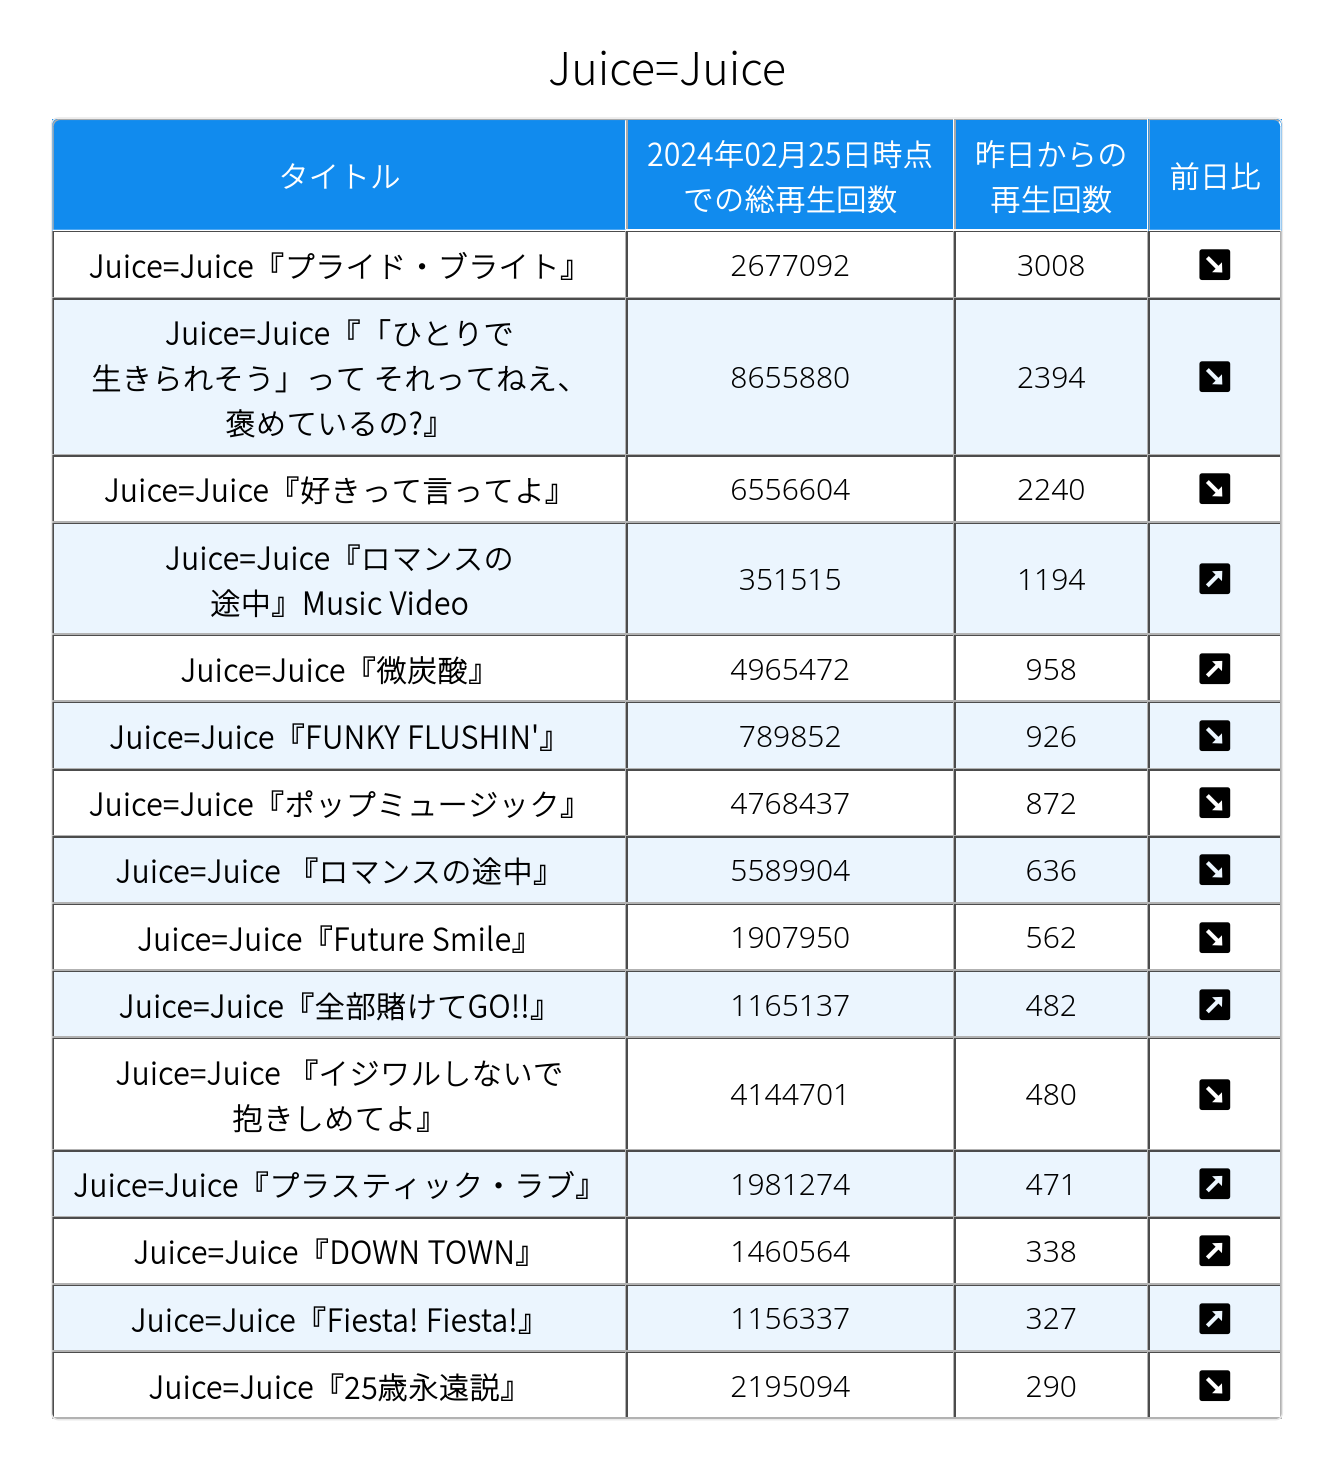 Juice=Juice
タイトル
2024年02月25日時点
での総再生回数
昨日からの
再生回数
前日比
Juice=Juice『プライド・ブライト』
2677092
3008
Juice=Juice『「ひとりで
生きられそう」って それってねえ、
褒めているの?』
8655880
2394
Juice=Juice『好きって言ってよ』
6556604
2240
Juice=Juice『ロマンスの
途中』Music Video
351515
1194
Juice=Juice『微炭酸』
4965472
958
Juice=Juice『FUNKY FLUSHIN'』
789852
926
Juice=Juice『ポップミュージック』
4768437
872
Juice=Juice 『ロマンスの途中』
5589904
636
Juice=Juice『Future Smile』
1907950
562
Juice=Juice『全部賭けてGO!!』
1165137
482
Juice=Juice 『イジワルしないで
抱きしめてよ』
4144701
480
Juice=Juice『プラスティック・ラブ』
1981274
471
Juice=Juice『DOWN TOWN』
1460564
338
Juice=Juice『Fiesta! Fiesta!』
1156337
327
Juice=Juice『25歳永遠説』
2195094
290